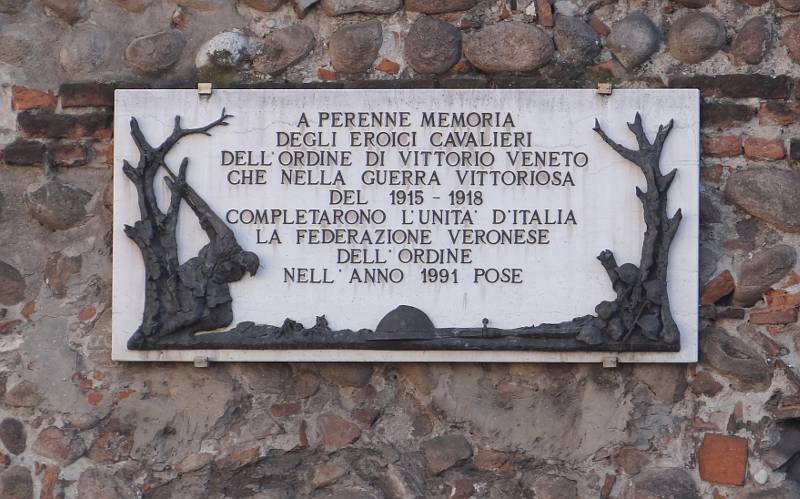 A PERENNE MEMORIA
DEGLI EROICI CAVALIERI
DELL'ORDINE DI VITTORIO VENETO
CHE NELLA GUERRA VITTORIOSA
DEL 1915-1918
COMPLETARONO L'UNITA' D'ITALIA
LA FEDERAZIONE VERONESE
DELL'ORDINE
NELL'ANNO 1991 POSE